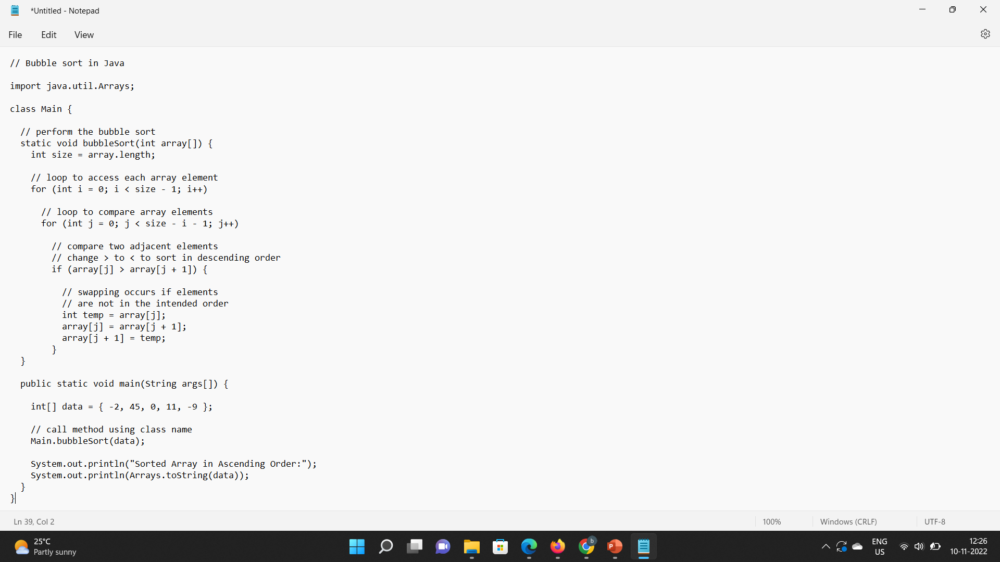 *Untitled - Notepad
File Edit View
// Bubble sort in Java
import java.util.Arrays;
class Main {
// perform the bubble sort
static void bubbleSort(int array[]) {
int size = array.length;
// loop to access each array element
for (int i = 0; i < size - 1; i++)
// loop to compare array elements
for (int j = 0; j < size - i - 1; j++)
// compare two adjacent elements
// change > to < to sort in descending order
if (array[j] > array[j + 1]) {
// swapping occurs if elements
// are not in the intended order
int temp = array[j];
array[j] = array[j + 1];
array[j + 1] = temp;
}
}
public static void main(String args[]) {
int[] data = { -2, 45, 0, 11, -9 };
// call method using class name
Main.bubbleSort(data);
System.out.println("Sorted Array in Ascending Order:");
System.out.println(Arrays.toString(data));
}
}
Ln 39, Col 2 100% Windows (CRLF) UTF-8
25°C
Partly sunny
b
P
ENG
US
12:26
10-11-2022